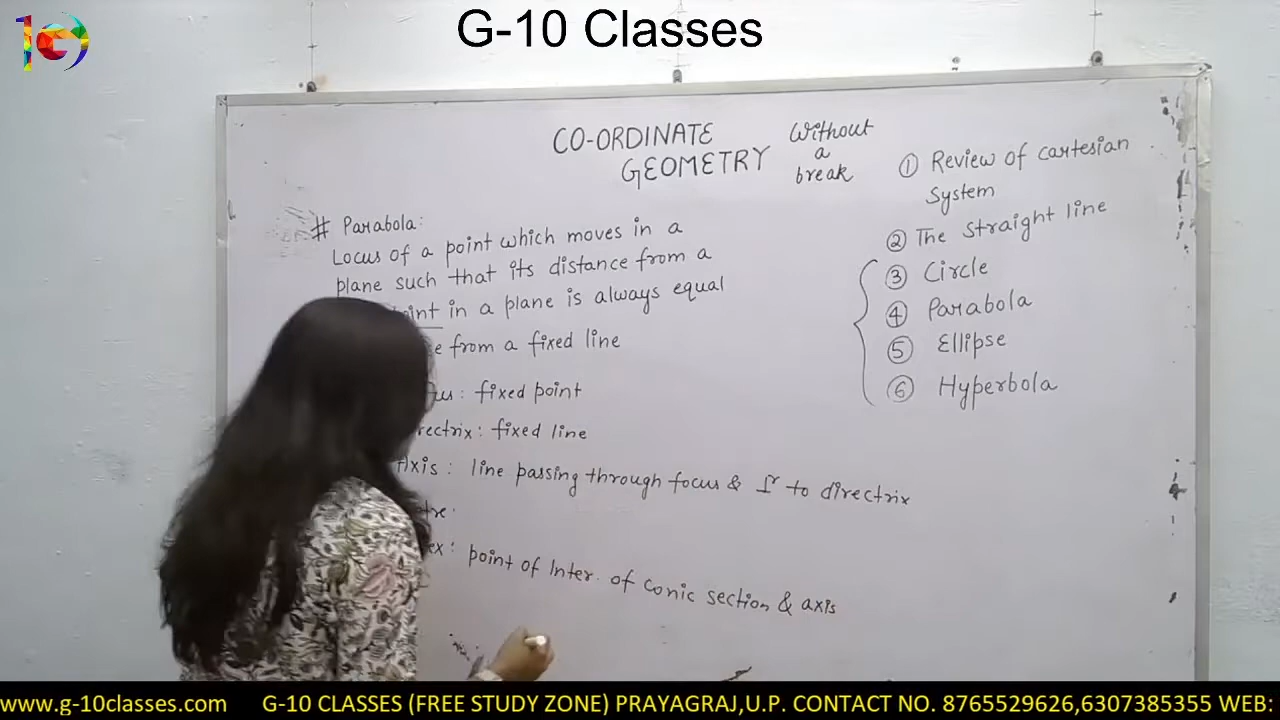 G-10 Classes
CO-ORDINATE
GEOMETRY
Without
a
break
# Parabola:
Locus of a point which moves in a
plane such that its distance from a
in a plane is always equal
from a fixed line
: fixed point
: fixed line
Axis : line passing through focus & ⊥r to directrix
: point of Inter. of conic section & axis
① Review of cartesian
System
② The Straight line
③ Circle
④ Parabola
⑤ Ellipse
⑥ Hyperbola
www.g-10classes.com G-10 CLASSES (FREE STUDY ZONE) PRAYAGRAJ,U.P. CONTACT NO. 8765529626,6307385355 WEB: